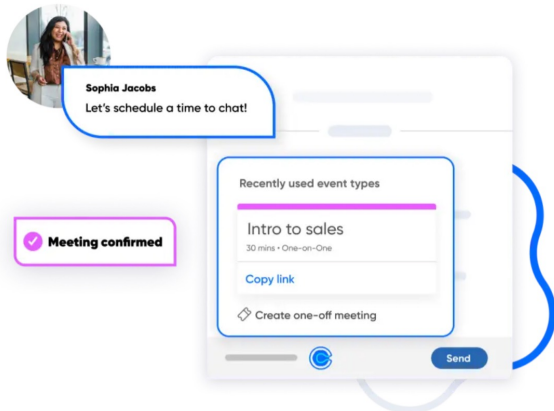 Sophia Jacobs
Let's schedule a time to chat!
Recently used event types
Intro to sales
30 mins • One-on-One
Copy link
Create one-off meeting
Meeting confirmed
Send